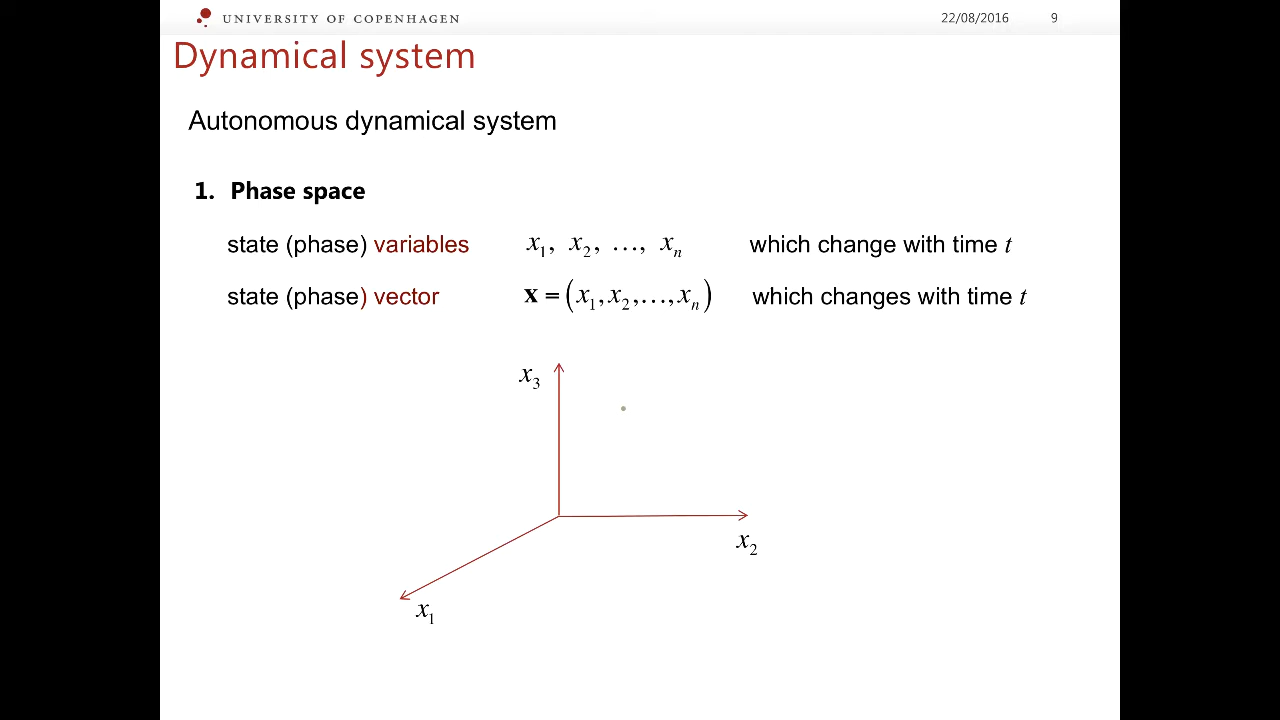 UNIVERSITY OF COPENHAGEN 22/08/2016 9
Dynamical system
Autonomous dynamical system
1. Phase space
state (phase) variables x₁, x₂, …, xₙ which change with time t
state (phase) vector x = (x₁, x₂, …, xₙ) which changes with time t
x₃
x₂
x₁